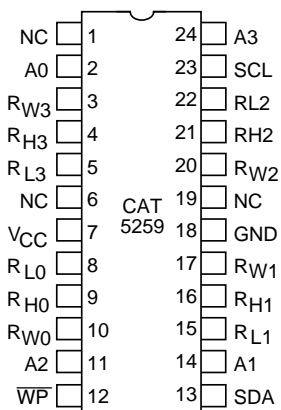 NC 1 24 A3
A0 2 23 SCL
RW3 3 22 RL2
RH3 4 21 RH2
RL3 5 20 RW2
NC 6 19 NC
CAT
5259
VCC 7 18 GND
RL0 8 17 RW1
RH0 9 16 RH1
RW0 10 15 RL1
A2 11 14 A1
W̅P̅ 12 13 SDA